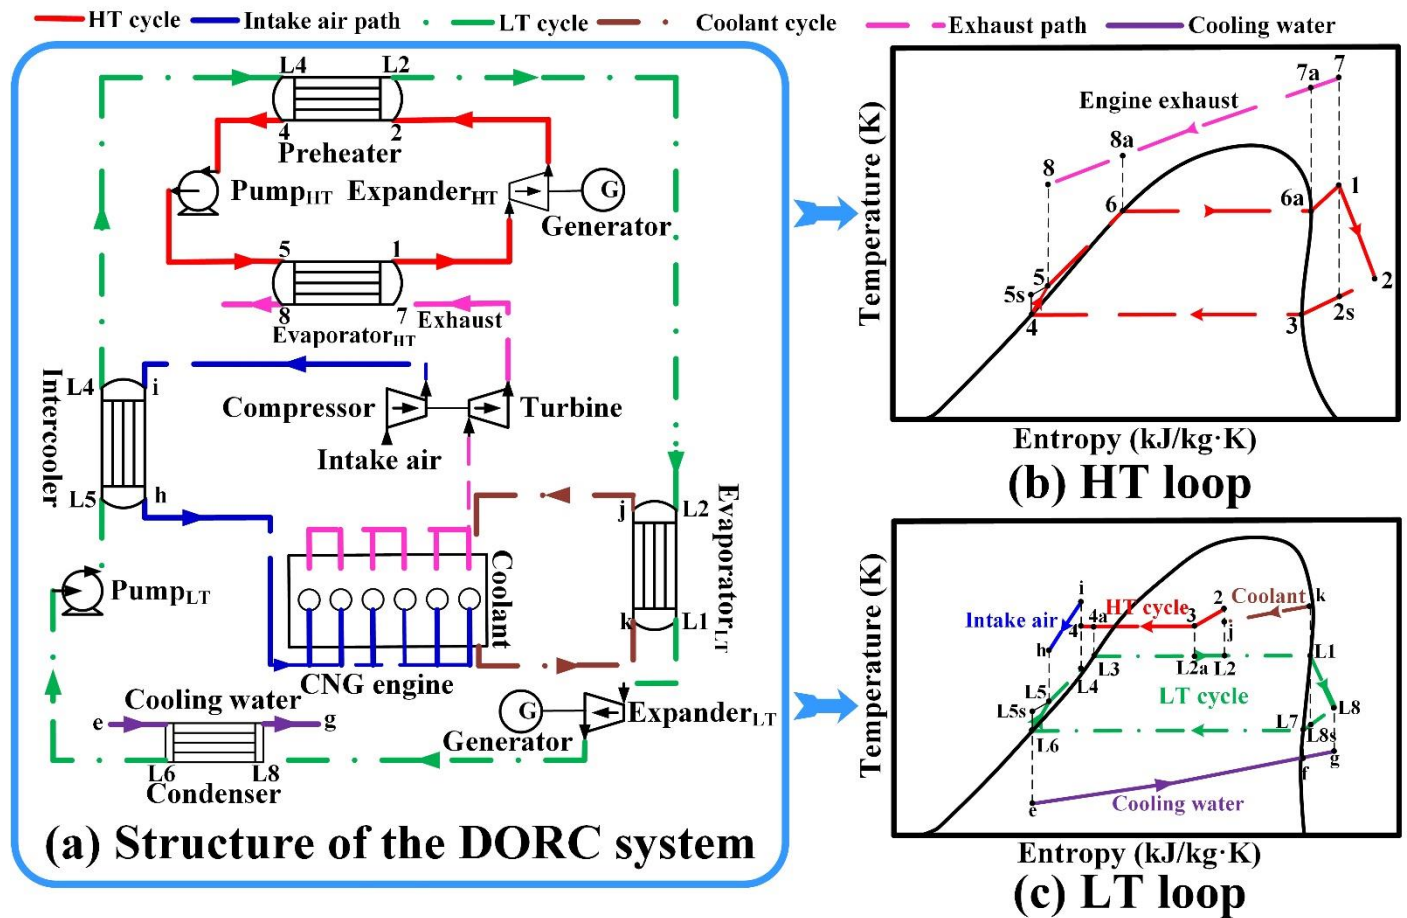 HT cycle Intake air path LT cycle Coolant cycle Exhaust path Cooling water
L4 L2
4 2
Preheater
PumpHT ExpanderHT G
Generator
5 1
8 7
EvaporatorHT Exhaust
L4 i
Intercooler
Compressor Turbine
Intake air
L5 h
j L2
EvaporatorLT
Coolant
PumpLT
k L1
CNG engine
Cooling water
e g
G ExpanderLT
Generator
L6 L8
Condenser
(a) Structure of the DORC system
Temperature (K)
7a 7
Engine exhaust
8a
8
1
6 6a
5
5s
2
2s
4 3
Entropy (kJ/kg·K)
(b) HT loop
Temperature (K)
i 2 Coolant k
Intake air 4 4a HT cycle 3 j
h
L3 L2a L2 L1
L4
L5 LT cycle
L5s L8
L6 L7 L8s
f g
e Cooling water
Entropy (kJ/kg·K)
(c) LT loop